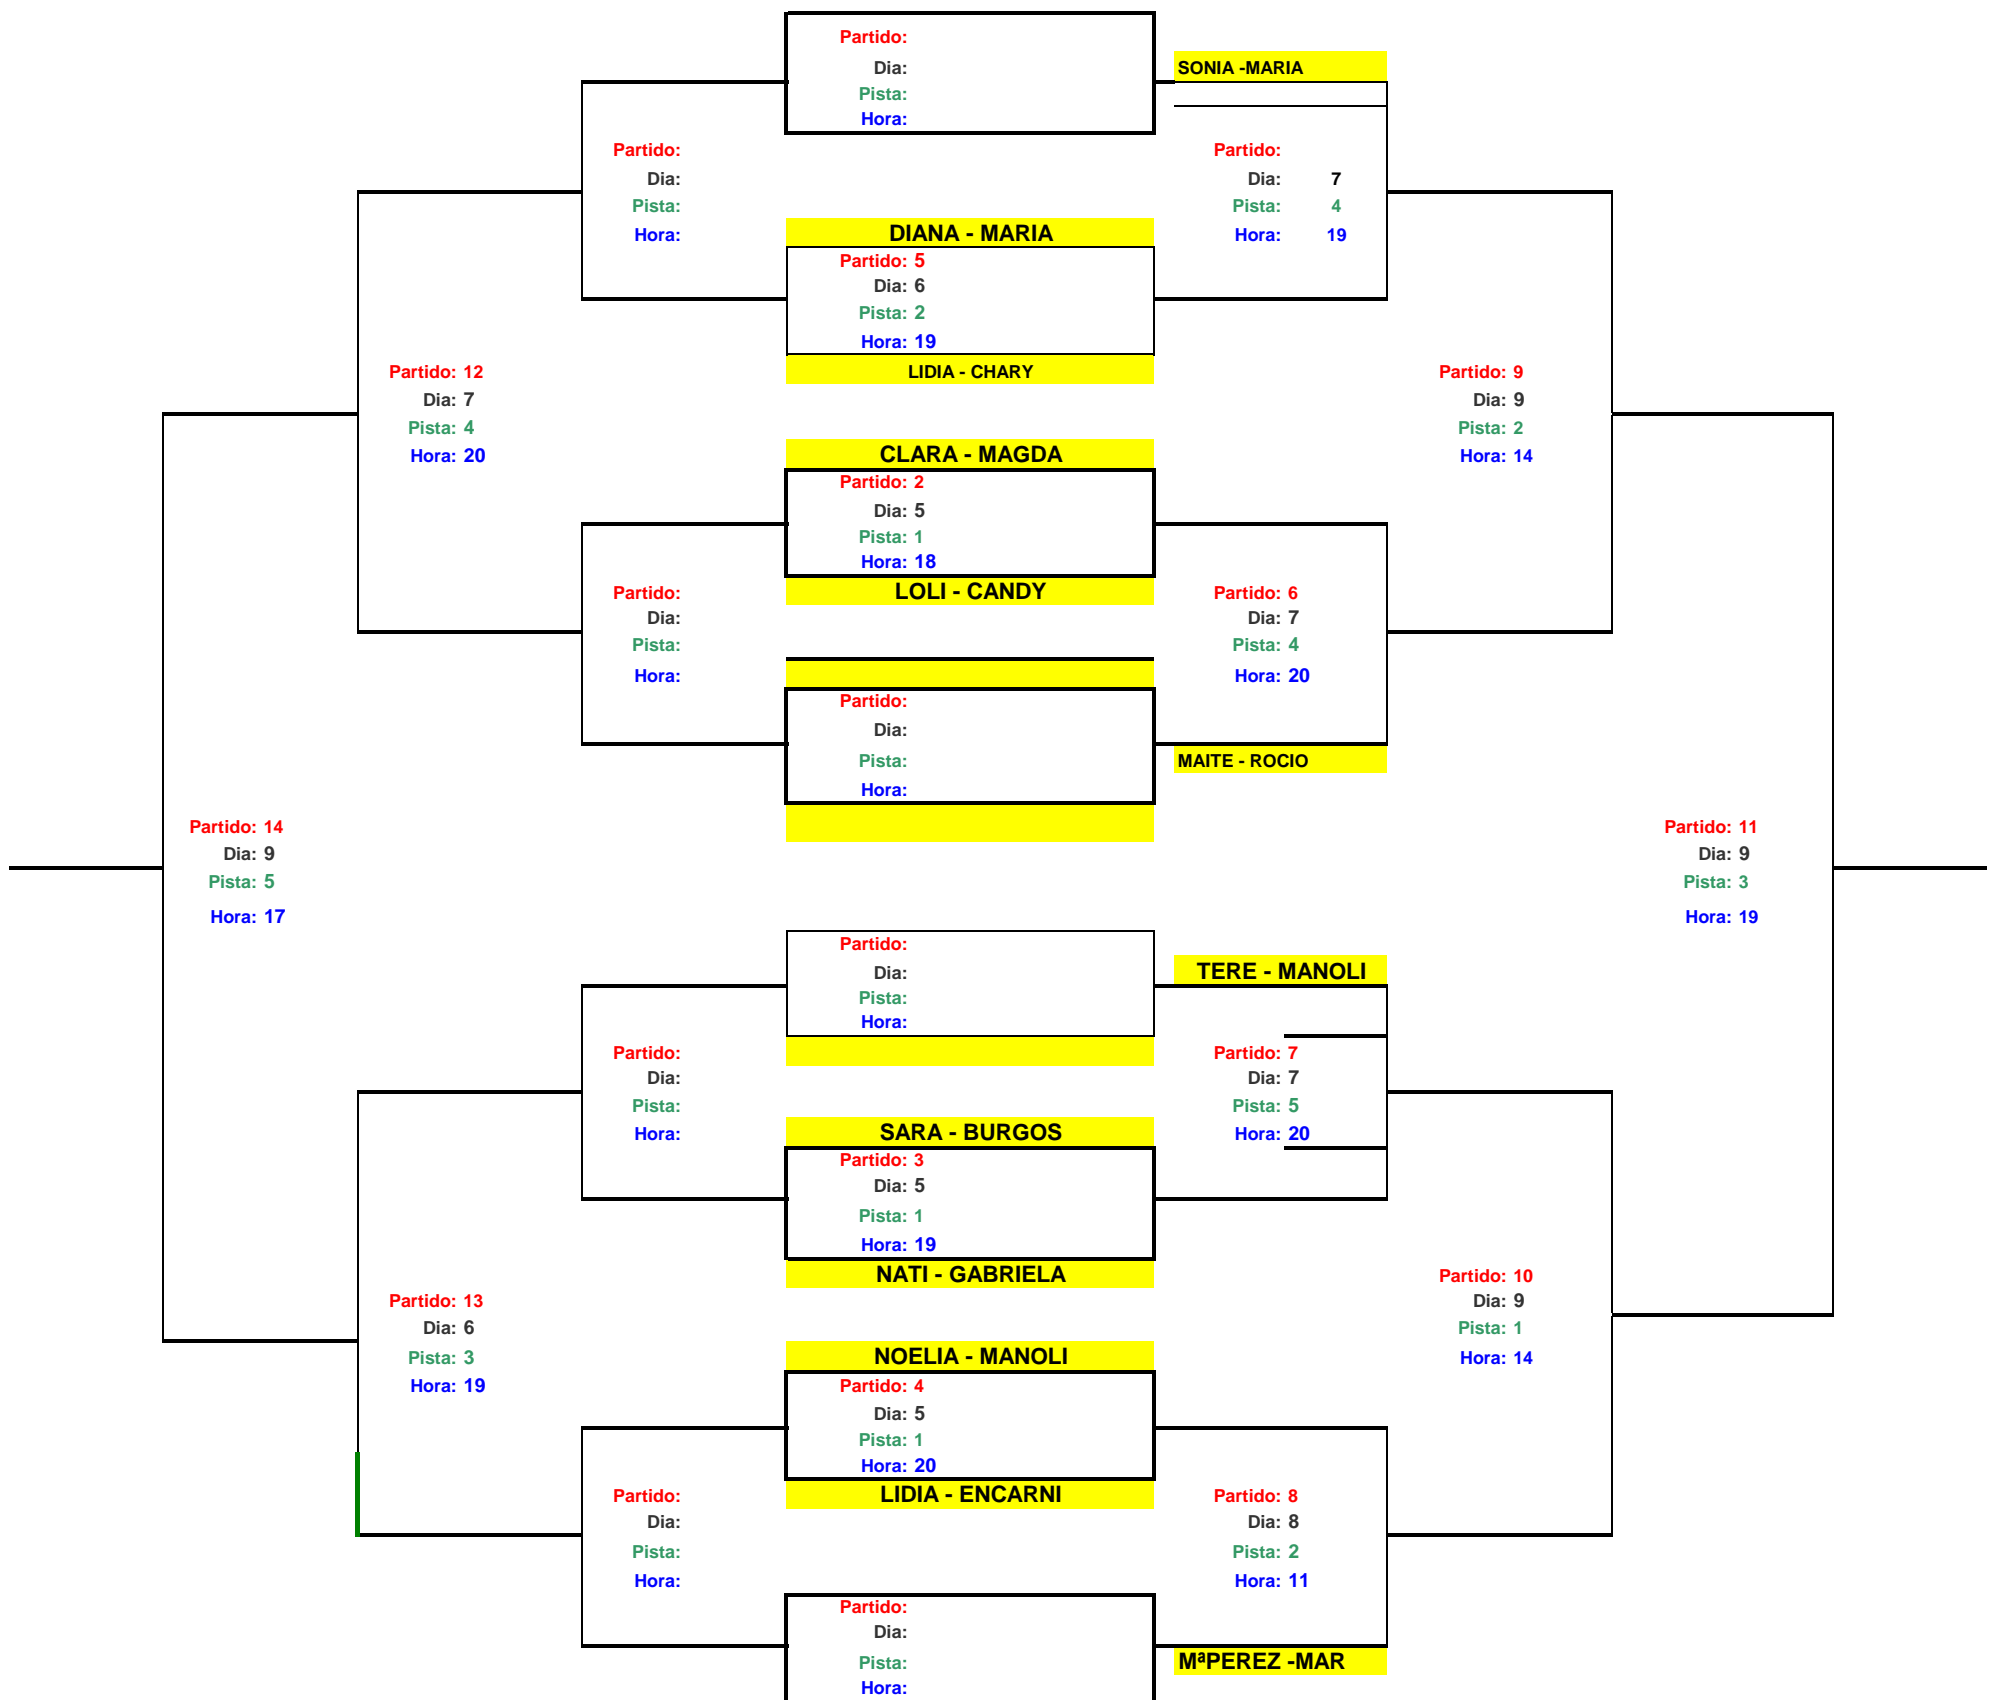 Partido:
Dia:
SONIA -MARIA
Pista:
Hora:
Partido:
Dia:
Pista:
Hora:
Partido:
Dia: 7
Pista: 4
Hora: 19
DIANA - MARIA
Partido: 5
Dia: 6
Pista: 2
Hora: 19
LIDIA - CHARY
Partido: 12
Dia: 7
Pista: 4
Hora: 20
Partido: 9
Dia: 9
Pista: 2
Hora: 14
CLARA - MAGDA
Partido: 2
Dia: 5
Pista: 1
Hora: 18
LOLI - CANDY
Partido:
Dia:
Pista:
Hora:
Partido: 6
Dia: 7
Pista: 4
Hora: 20
Partido:
Dia:
Pista:
Hora:
MAITE - ROCIO
Partido: 14
Dia: 9
Pista: 5
Hora: 17
Partido: 11
Dia: 9
Pista: 3
Hora: 19
Partido:
Dia:
Pista:
Hora:
TERE - MANOLI
Partido:
Dia:
Pista:
Hora:
Partido: 7
Dia: 7
Pista: 5
Hora: 20
SARA - BURGOS
Partido: 3
Dia: 5
Pista: 1
Hora: 19
NATI - GABRIELA
Partido: 13
Dia: 6
Pista: 3
Hora: 19
Partido: 10
Dia: 9
Pista: 1
Hora: 14
NOELIA - MANOLI
Partido: 4
Dia: 5
Pista: 1
Hora: 20
LIDIA - ENCARNI
Partido:
Dia:
Pista:
Hora:
Partido: 8
Dia: 8
Pista: 2
Hora: 11
Partido:
Dia:
Pista:
Hora:
MªPEREZ -MAR